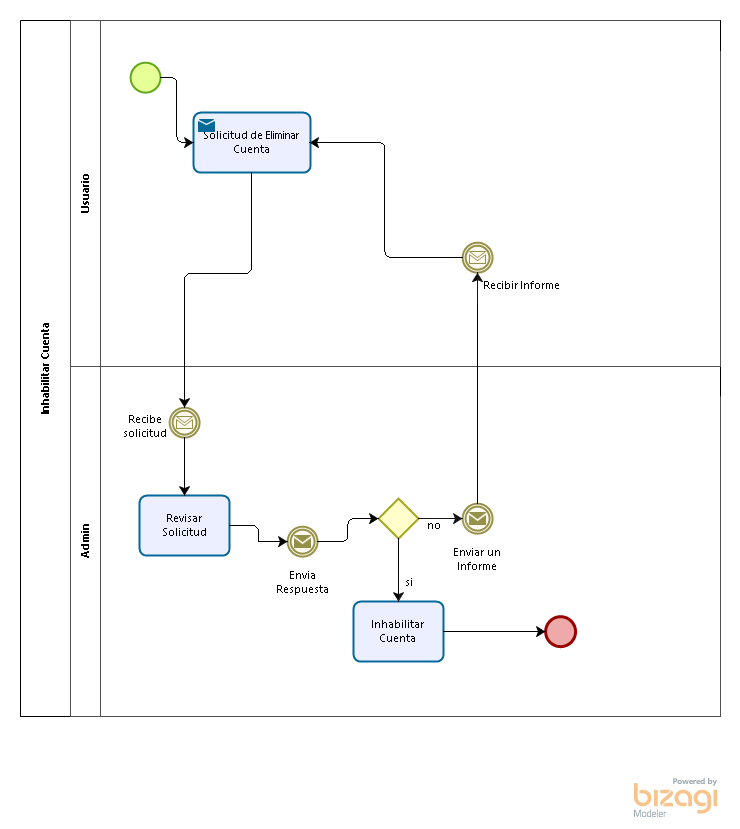 Inhabilitar Cuenta
Usuario
Solicitud de Eliminar
Cuenta
Recibir Informe
Admin
Recibe
solicitud
Revisar
Solicitud
Envia
Respuesta
no
si
Enviar un
Informe
Inhabilitar
Cuenta
Powered by
bizagi
Modeler